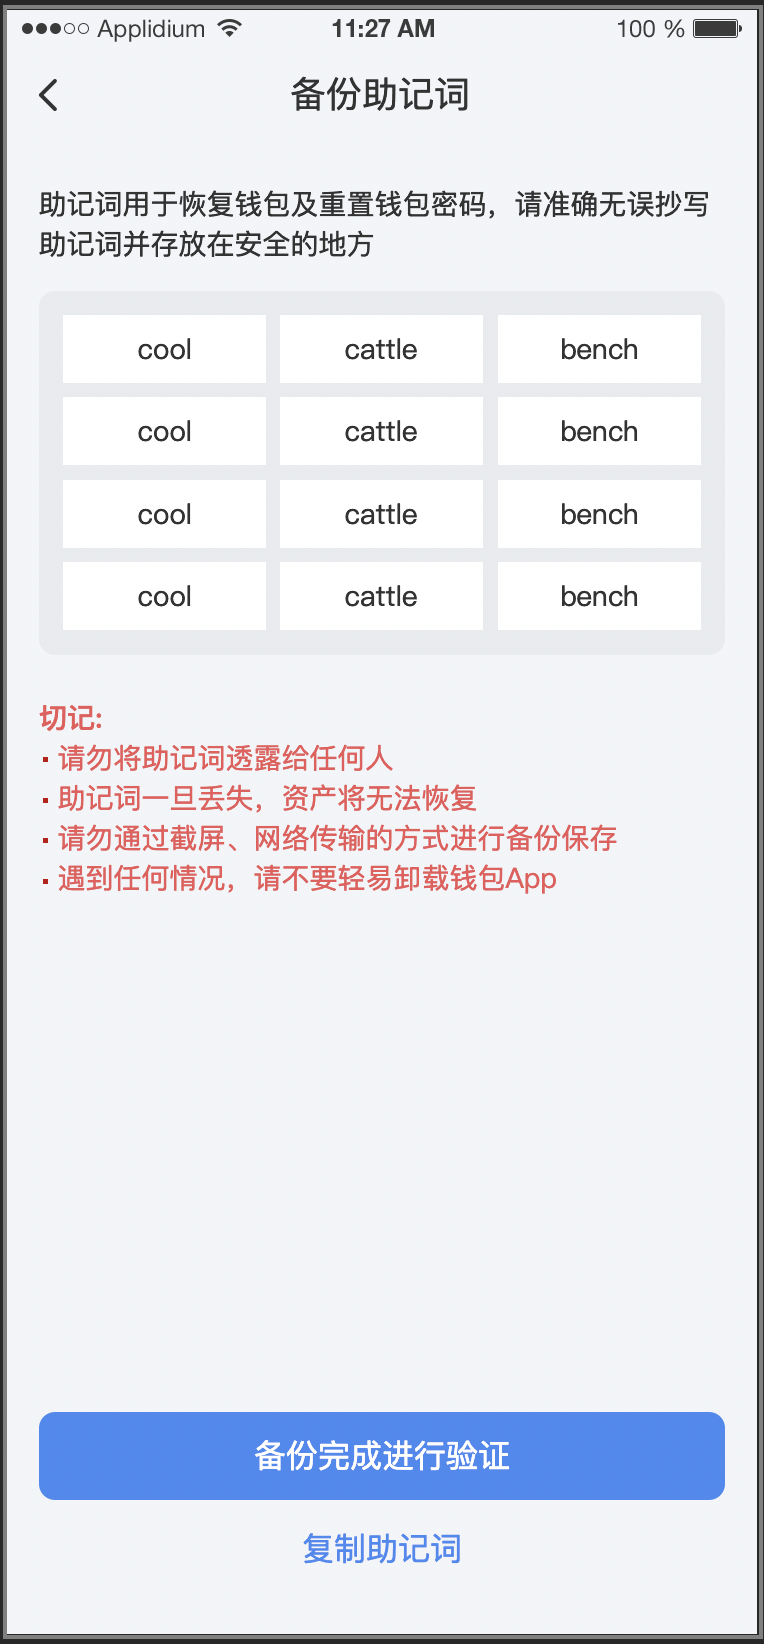 Applidium 11:27 AM 100 %
备份助记词
助记词用于恢复钱包及重置钱包密码，请准确无误抄写
助记词并存放在安全的地方
cool cattle bench
cool cattle bench
cool cattle bench
cool cattle bench
切记:
· 请勿将助记词透露给任何人
· 助记词一旦丢失，资产将无法恢复
· 请勿通过截屏、网络传输的方式进行备份保存
· 遇到任何情况，请不要轻易卸载钱包App
备份完成进行验证
复制助记词